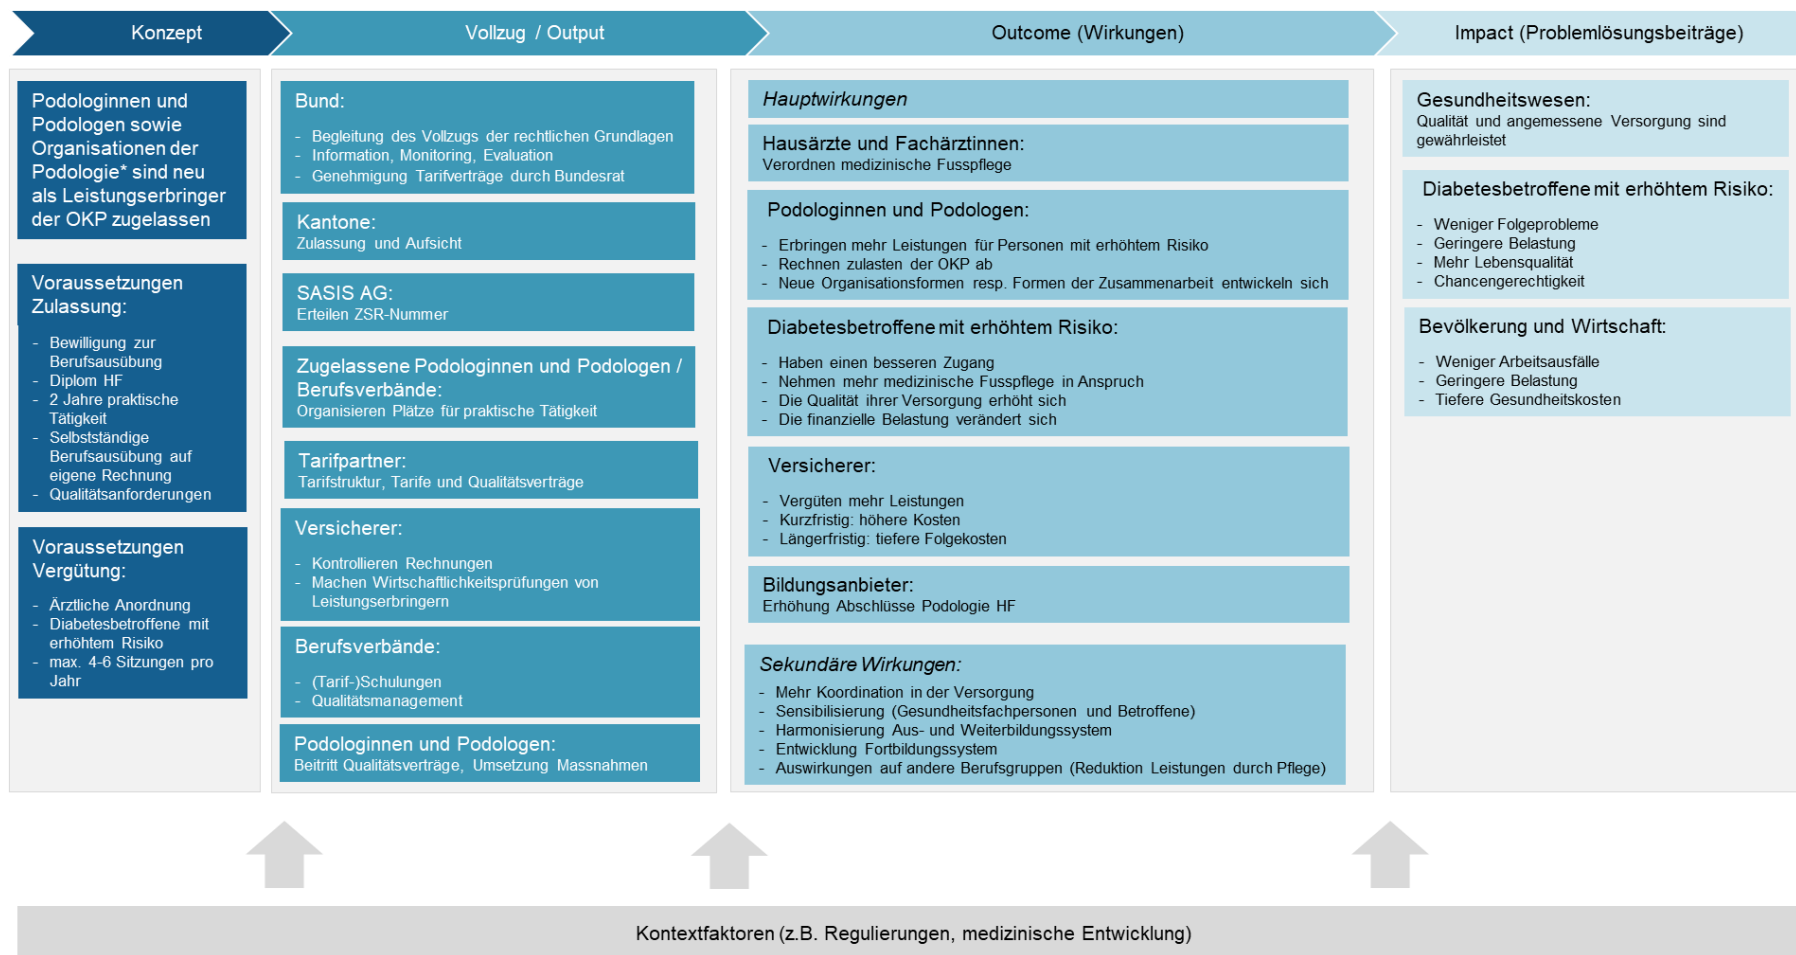 Konzept
Vollzug / Output
Outcome (Wirkungen)
Impact (Problemlösungsbeiträge)
Podologinnen und
Podologen sowie
Organisationen der
Podologie* sind neu
als Leistungserbringer
der OKP zugelassen
Voraussetzungen
Zulassung:
- Bewilligung zur
Berufsausübung
- Diplom HF
- 2 Jahre praktische
Tätigkeit
- Selbstständige
Berufsausübung auf
eigene Rechnung
- Qualitätsanforderungen
Voraussetzungen
Vergütung:
- Ärztliche Anordnung
- Diabetesbetroffene mit
erhöhtem Risiko
- max. 4-6 Sitzungen pro
Jahr
Bund:
- Begleitung des Vollzugs der rechtlichen Grundlagen
- Information, Monitoring, Evaluation
- Genehmigung Tarifverträge durch Bundesrat
Kantone:
Zulassung und Aufsicht
SASIS AG:
Erteilen ZSR-Nummer
Zugelassene Podologinnen und Podologen /
Berufsverbände:
Organisieren Plätze für praktische Tätigkeit
Tarifpartner:
Tarifstruktur, Tarife und Qualitätsverträge
Versicherer:
- Kontrollieren Rechnungen
- Machen Wirtschaftlichkeitsprüfungen von
Leistungserbringern
Berufsverbände:
- (Tarif-)Schulungen
- Qualitätsmanagement
Podologinnen und Podologen:
Beitritt Qualitätsverträge, Umsetzung Massnahmen
Hauptwirkungen
Hausärzte und Fachärztinnen:
Verordnen medizinische Fusspflege
Podologinnen und Podologen:
- Erbringen mehr Leistungen für Personen mit erhöhtem Risiko
- Rechnen zulasten der OKP ab
- Neue Organisationsformen resp. Formen der Zusammenarbeit entwickeln sich
Diabetesbetroffene mit erhöhtem Risiko:
- Haben einen besseren Zugang
- Nehmen mehr medizinische Fusspflege in Anspruch
- Die Qualität ihrer Versorgung erhöht sich
- Die finanzielle Belastung verändert sich
Versicherer:
- Vergüten mehr Leistungen
- Kurzfristig: höhere Kosten
- Längerfristig: tiefere Folgekosten
Bildungsanbieter:
Erhöhung Abschlüsse Podologie HF
Sekundäre Wirkungen:
- Mehr Koordination in der Versorgung
- Sensibilisierung (Gesundheitsfachpersonen und Betroffene)
- Harmonisierung Aus- und Weiterbildungssystem
- Entwicklung Fortbildungssystem
- Auswirkungen auf andere Berufsgruppen (Reduktion Leistungen durch Pflege)
Gesundheitswesen:
Qualität und angemessene Versorgung sind
gewährleistet
Diabetesbetroffene mit erhöhtem Risiko:
- Weniger Folgeprobleme
- Geringere Belastung
- Mehr Lebensqualität
- Chancengerechtigkeit
Bevölkerung und Wirtschaft:
- Weniger Arbeitsausfälle
- Geringere Belastung
- Tiefere Gesundheitskosten
Kontextfaktoren (z.B. Regulierungen, medizinische Entwicklung)